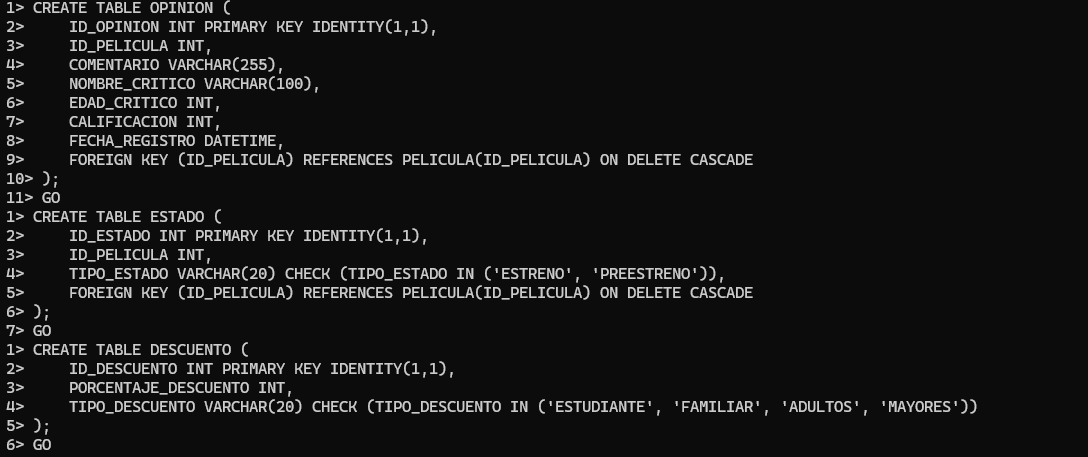 1> CREATE TABLE OPINION (
2>     ID_OPINION INT PRIMARY KEY IDENTITY(1,1),
3>     ID_PELICULA INT,
4>     COMENTARIO VARCHAR(255),
5>     NOMBRE_CRITICO VARCHAR(100),
6>     EDAD_CRITICO INT,
7>     CALIFICACION INT,
8>     FECHA_REGISTRO DATETIME,
9>     FOREIGN KEY (ID_PELICULA) REFERENCES PELICULA(ID_PELICULA) ON DELETE CASCADE
10> );
11> GO
1> CREATE TABLE ESTADO (
2>     ID_ESTADO INT PRIMARY KEY IDENTITY(1,1),
3>     ID_PELICULA INT,
4>     TIPO_ESTADO VARCHAR(20) CHECK (TIPO_ESTADO IN ('ESTRENO', 'PREESTRENO')),
5>     FOREIGN KEY (ID_PELICULA) REFERENCES PELICULA(ID_PELICULA) ON DELETE CASCADE
6> );
7> GO
1> CREATE TABLE DESCUENTO (
2>     ID_DESCUENTO INT PRIMARY KEY IDENTITY(1,1),
3>     PORCENTAJE_DESCUENTO INT,
4>     TIPO_DESCUENTO VARCHAR(20) CHECK (TIPO_DESCUENTO IN ('ESTUDIANTE', 'FAMILIAR', 'ADULTOS', 'MAYORES'))
5> );
6> GO